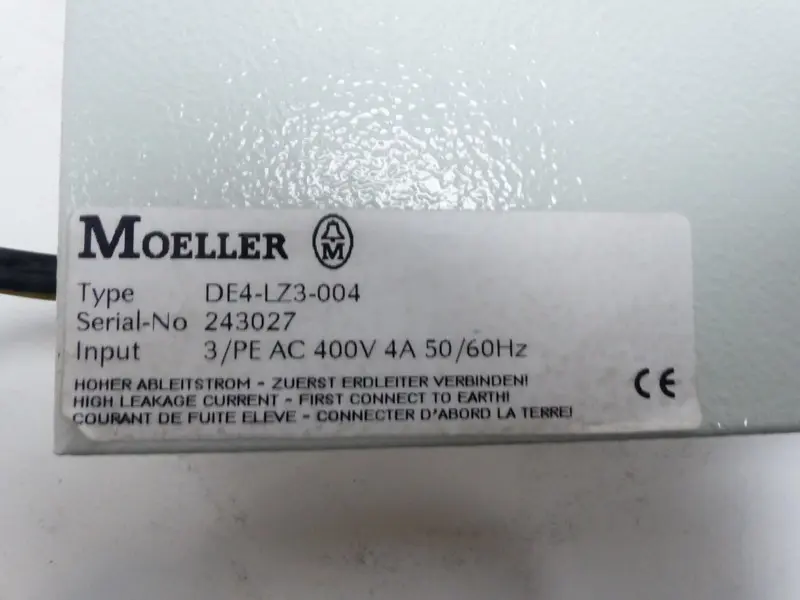 MOELLER M
Type DE4-LZ3-004
Serial-No 243027
Input 3/PE AC 400V 4A 50/60Hz
HOHER ABLEITSTROM - ZUERST ERDLEITER VERBINDEN!
HIGH LEAKAGE CURRENT - FIRST CONNECT TO EARTH!
COURANT DE FUITE ELEVE - CONNECTER D'ABORD LA TERRE!
CE